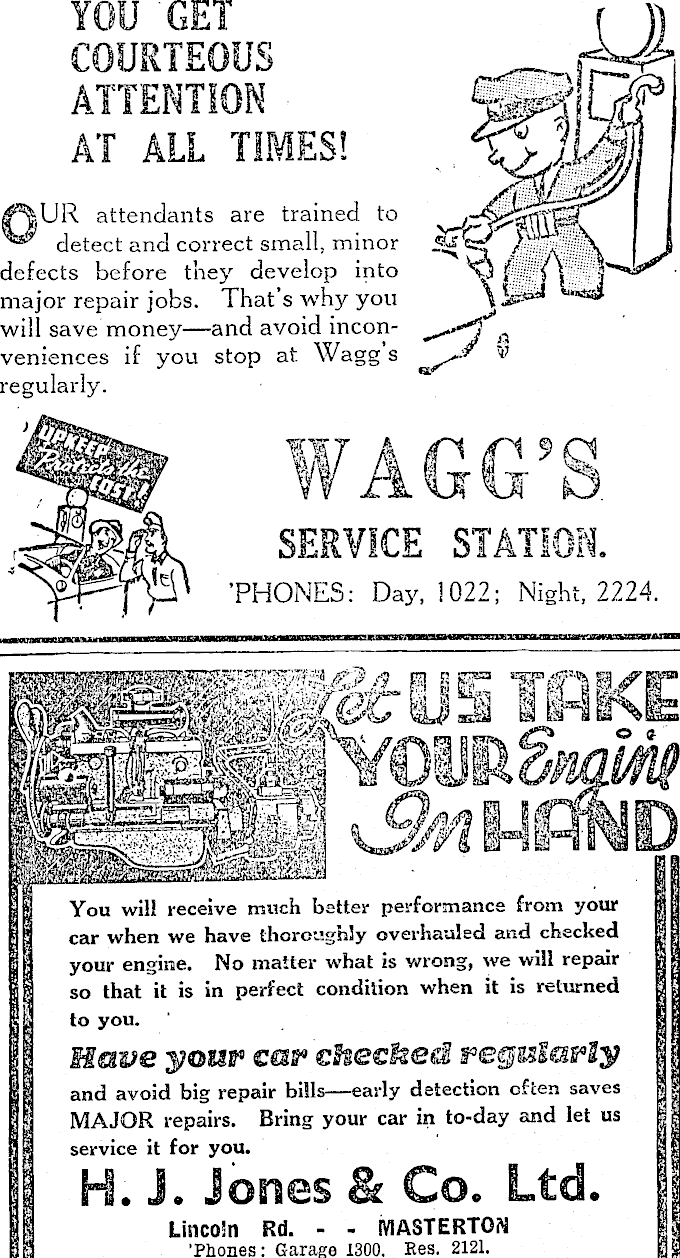 YOU GET
COURTEOUS
ATTENTION
AT ALL TIMES!
OUR attendants are trained to
detect and correct small, minor
defects before they develop into
major repair jobs. That's why you
will save money—and avoid incon-
veniences if you stop at Wagg's
regularly.
UPKEEP
Protects the
COST!
WAGG'S
SERVICE STATION.
'PHONES: Day, 1022; Night, 2224.
Let US TAKE
YOUR Engine
In HAND
You will receive much better performance from your
car when we have thoroughly overhauled and checked
your engine. No matter what is wrong, we will repair
so that it is in perfect condition when it is returned
to you.
Have your car checked regularly
and avoid big repair bills—early detection often saves
MAJOR repairs. Bring your car in to-day and let us
service it for you.
H. J. Jones & Co. Ltd.
Lincoln Rd. - - MASTERTON
'Phones: Garage 1300. Res. 2121.